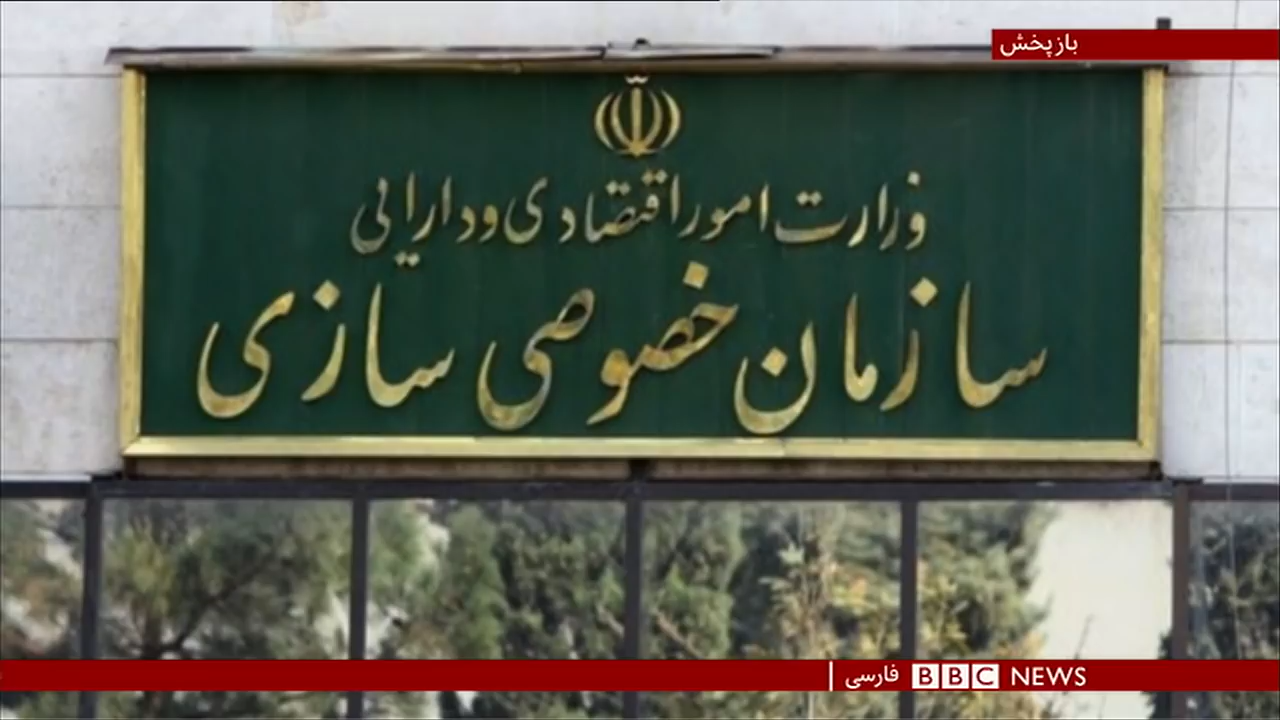 بازپخش
وزارت امور اقتصادی و دارایی
سازمان خصوصی سازی
BBC NEWS فارسی